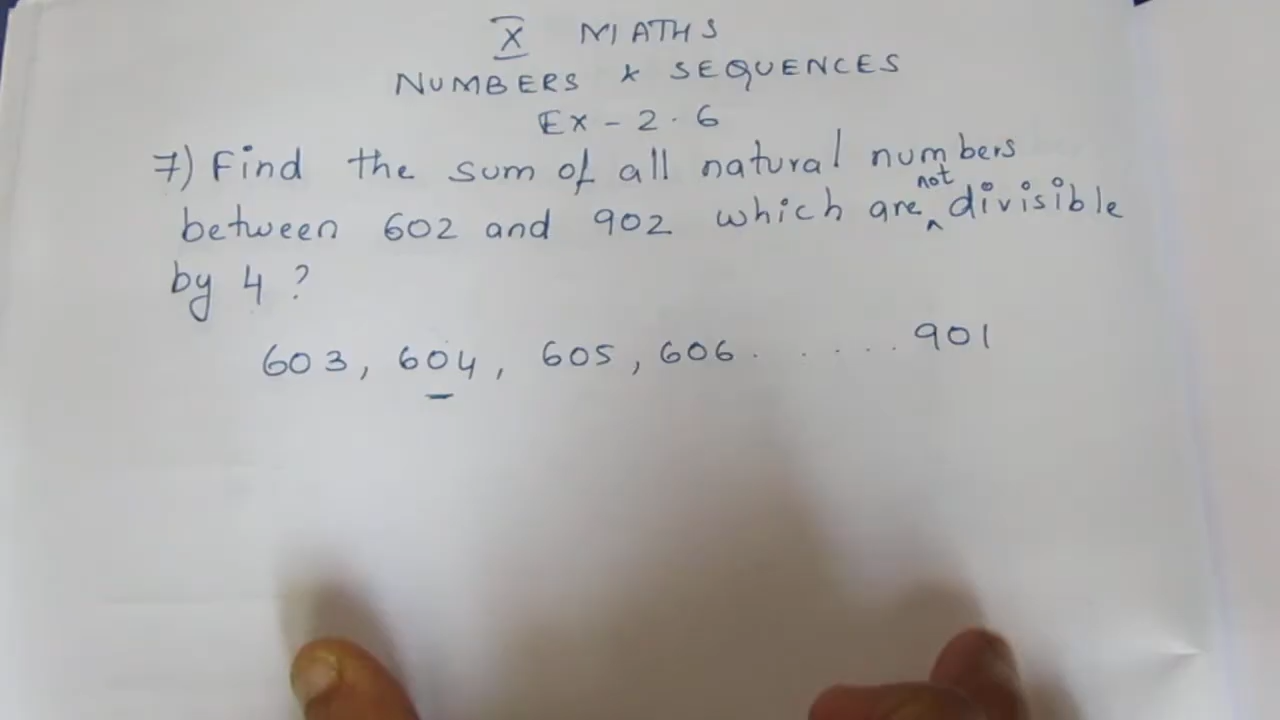 X MATHS
NUMBERS & SEQUENCES
Ex - 2.6
7) Find the sum of all natural numbers
between 602 and 902 which are not divisible
by 4 ?
603, 604, 605, 606 . . . . . . 901